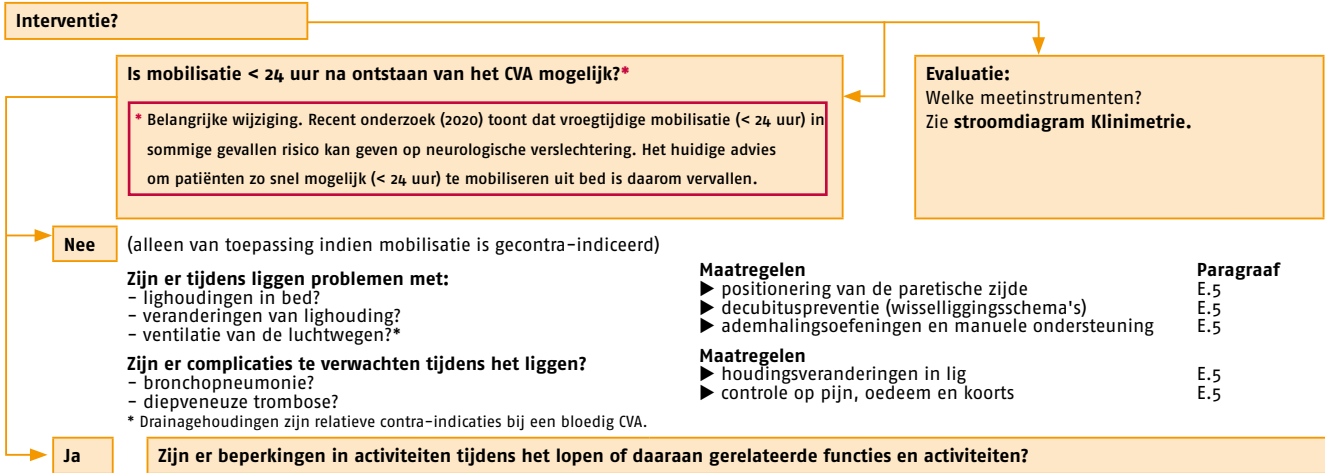 Interventie?
Is mobilisatie < 24 uur na ontstaan van het CVA mogelijk?*
* Belangrijke wijziging. Recent onderzoek (2020) toont dat vroegtijdige mobilisatie (< 24 uur) in
sommige gevallen risico kan geven op neurologische verslechtering. Het huidige advies
om patiënten zo snel mogelijk (< 24 uur) te mobiliseren uit bed is daarom vervallen.
Evaluatie:
Welke meetinstrumenten?
Zie stroomdiagram Klinimetrie.
Nee (alleen van toepassing indien mobilisatie is gecontra-indiceerd)
Zijn er tijdens liggen problemen met:
- lighoudingen in bed?
- veranderingen van lighouding?
- ventilatie van de luchtwegen?*
Maatregelen Paragraaf
▶ positionering van de paretische zijde E.5
▶ decubituspreventie (wisselliggingsschema's) E.5
▶ ademhalingsoefeningen en manuele ondersteuning E.5
Zijn er complicaties te verwachten tijdens het liggen?
- bronchopneumonie?
- diepveneuze trombose?
* Drainagehoudingen zijn relatieve contra-indicaties bij een bloedig CVA.
Maatregelen
▶ houdingsveranderingen in lig E.5
▶ controle op pijn, oedeem en koorts E.5
Ja Zijn er beperkingen in activiteiten tijdens het lopen of daaraan gerelateerde functies en activiteiten?